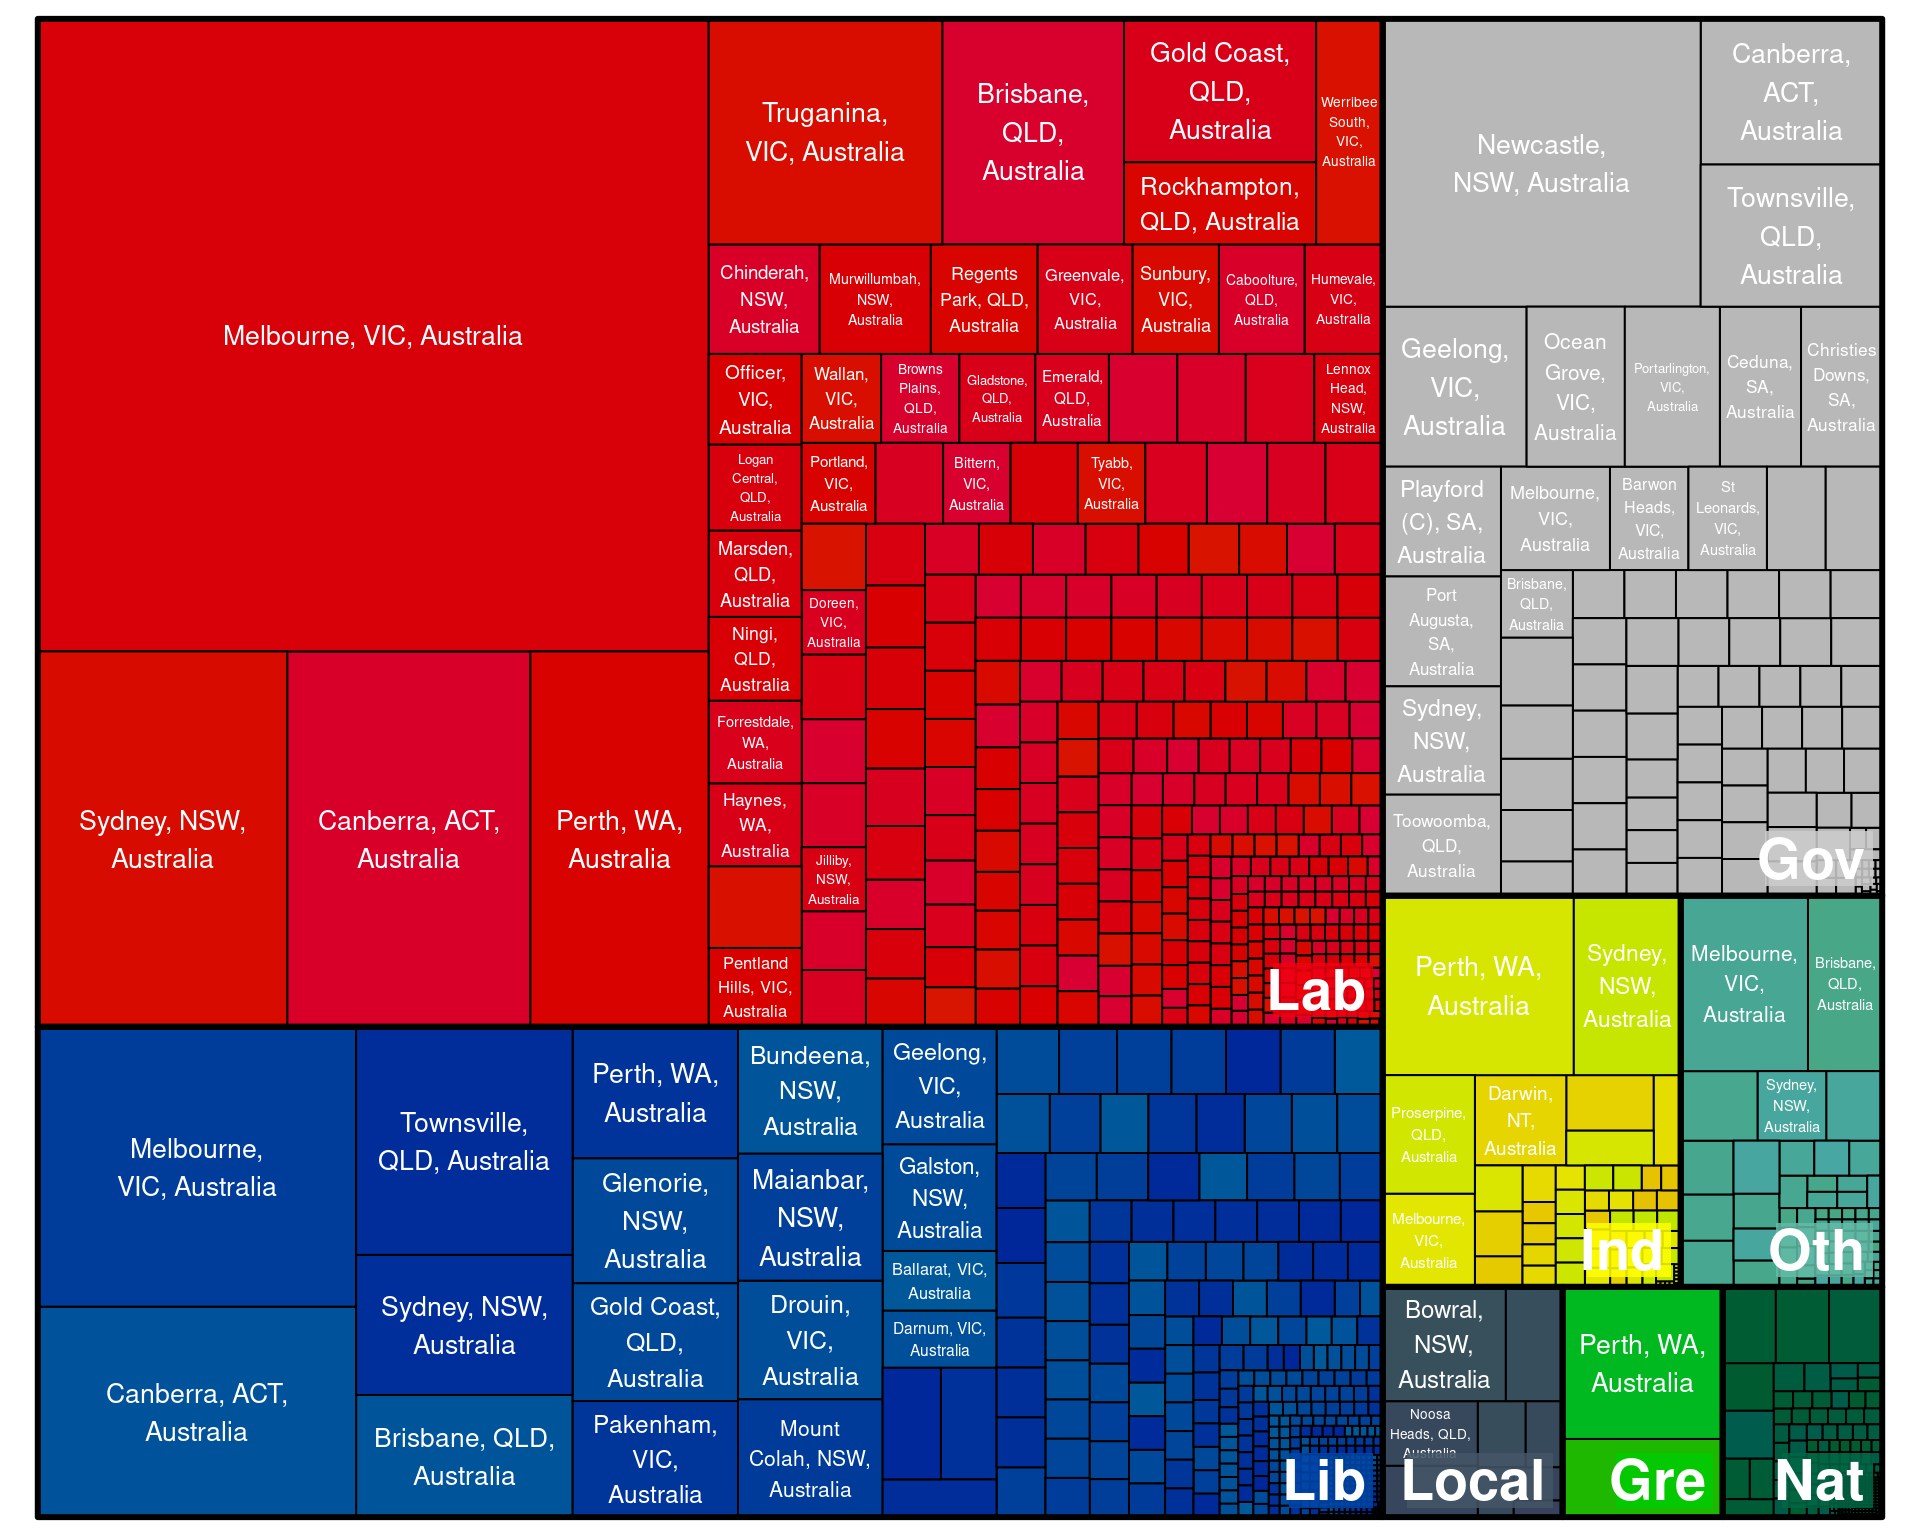 Melbourne, VIC, Australia
Sydney, NSW,
Australia
Canberra, ACT,
Australia
Perth, WA,
Australia
Truganina,
VIC, Australia
Brisbane,
QLD,
Australia
Gold Coast,
QLD,
Australia
Rockhampton,
QLD, Australia
Werribee
South,
VIC,
Australia
Chinderah,
NSW,
Australia
Murwillumbah,
NSW,
Australia
Regents
Park, QLD,
Australia
Greenvale,
VIC,
Australia
Sunbury,
VIC,
Australia
Caboolture,
QLD,
Australia
Humevale,
VIC,
Australia
Officer,
VIC,
Australia
Wallan,
VIC,
Australia
Browns
Plains,
QLD,
Australia
Gladstone,
QLD,
Australia
Emerald,
QLD,
Australia
Lennox
Head,
NSW,
Australia
Logan
Central,
QLD,
Australia
Portland,
VIC,
Australia
Bittern,
VIC,
Australia
Tyabb,
VIC,
Australia
Marsden,
QLD,
Australia
Doreen,
VIC,
Australia
Ningi,
QLD,
Australia
Forrestdale,
WA,
Australia
Haynes,
WA,
Australia
Jilliby,
NSW,
Australia
Pentland
Hills, VIC,
Australia
Lab
Newcastle,
NSW, Australia
Canberra,
ACT,
Australia
Townsville,
QLD,
Australia
Geelong,
VIC,
Australia
Ocean
Grove,
VIC,
Australia
Portarlington,
VIC,
Australia
Ceduna,
SA,
Australia
Christies
Downs,
SA,
Australia
Playford
(C), SA,
Australia
Melbourne,
VIC,
Australia
Barwon
Heads,
VIC,
Australia
St
Leonards,
VIC,
Australia
Port
Augusta,
SA,
Australia
Brisbane,
QLD,
Australia
Sydney,
NSW,
Australia
Toowoomba,
QLD,
Australia
Gov
Perth, WA,
Australia
Sydney,
NSW,
Australia
Proserpine,
QLD,
Australia
Darwin,
NT,
Australia
Melbourne,
VIC,
Australia
Ind
Melbourne,
VIC,
Australia
Brisbane,
QLD,
Australia
Sydney,
NSW,
Australia
Oth
Melbourne,
VIC, Australia
Canberra, ACT,
Australia
Townsville,
QLD, Australia
Sydney, NSW,
Australia
Brisbane, QLD,
Australia
Perth, WA,
Australia
Glenorie,
NSW,
Australia
Gold Coast,
QLD,
Australia
Pakenham,
VIC,
Australia
Bundeena,
NSW,
Australia
Maianbar,
NSW,
Australia
Drouin,
VIC,
Australia
Mount
Colah, NSW,
Australia
Geelong,
VIC,
Australia
Galston,
NSW,
Australia
Ballarat, VIC,
Australia
Darnum, VIC,
Australia
Lib
Bowral,
NSW,
Australia
Noosa
Heads, QLD,
Australia
Local
Perth, WA,
Australia
Gre
Nat